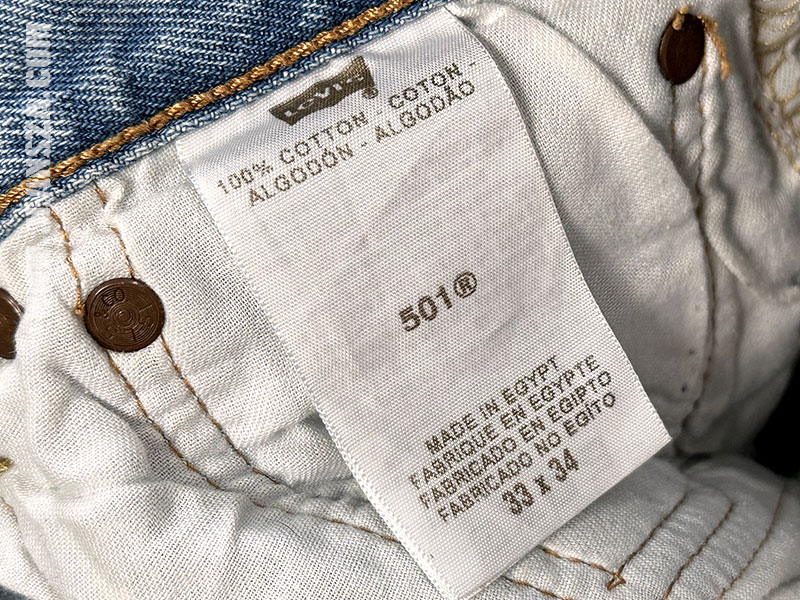 Levi's®
100% COTTON - COTON -
ALGODÓN - ALGODÃO
501®
MADE IN EGYPT
FABRIQUE EN EGYPTE
FABRICADO EN EGIPTO
FABRICADO NO EGITO
33 x 34